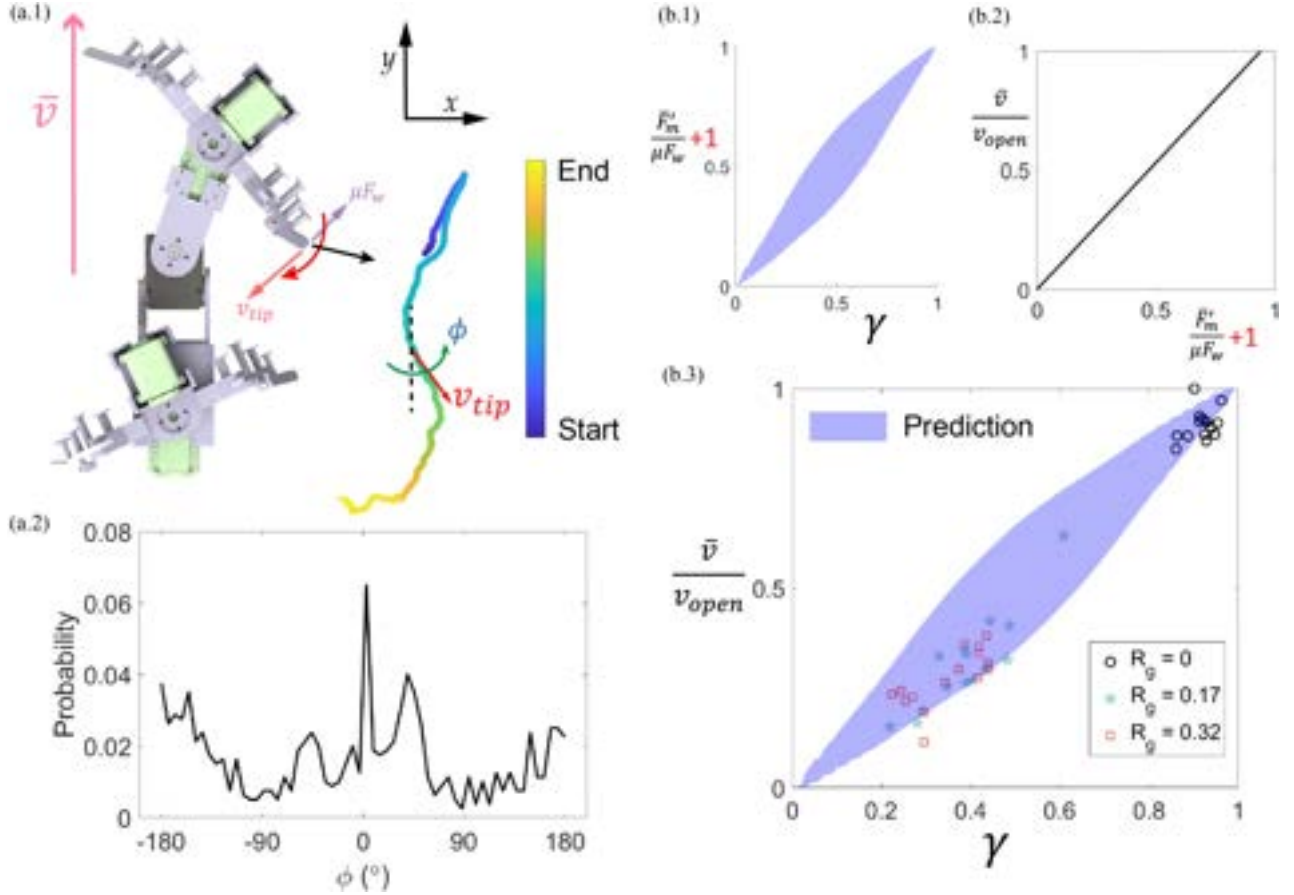 (a.1)
v̄
y
x
μF_w
v_tip
ϕ
v_tip
End
Start
(a.2)
Probability
0.08
0.06
0.04
0.02
0
-180
-90
0
90
180
ϕ (°)
(b.1)
1
0.5
0
0
0.5
1
γ
μF_w
+1
(b.2)
1
0.5
0
0
0.5
1
v̄
v_open
μF_w
+1
(b.3)
1
0.5
0
0
0.2
0.4
0.6
0.8
1
v̄
v_open
γ
Prediction
R_g = 0
R_g = 0.17
R_g = 0.32